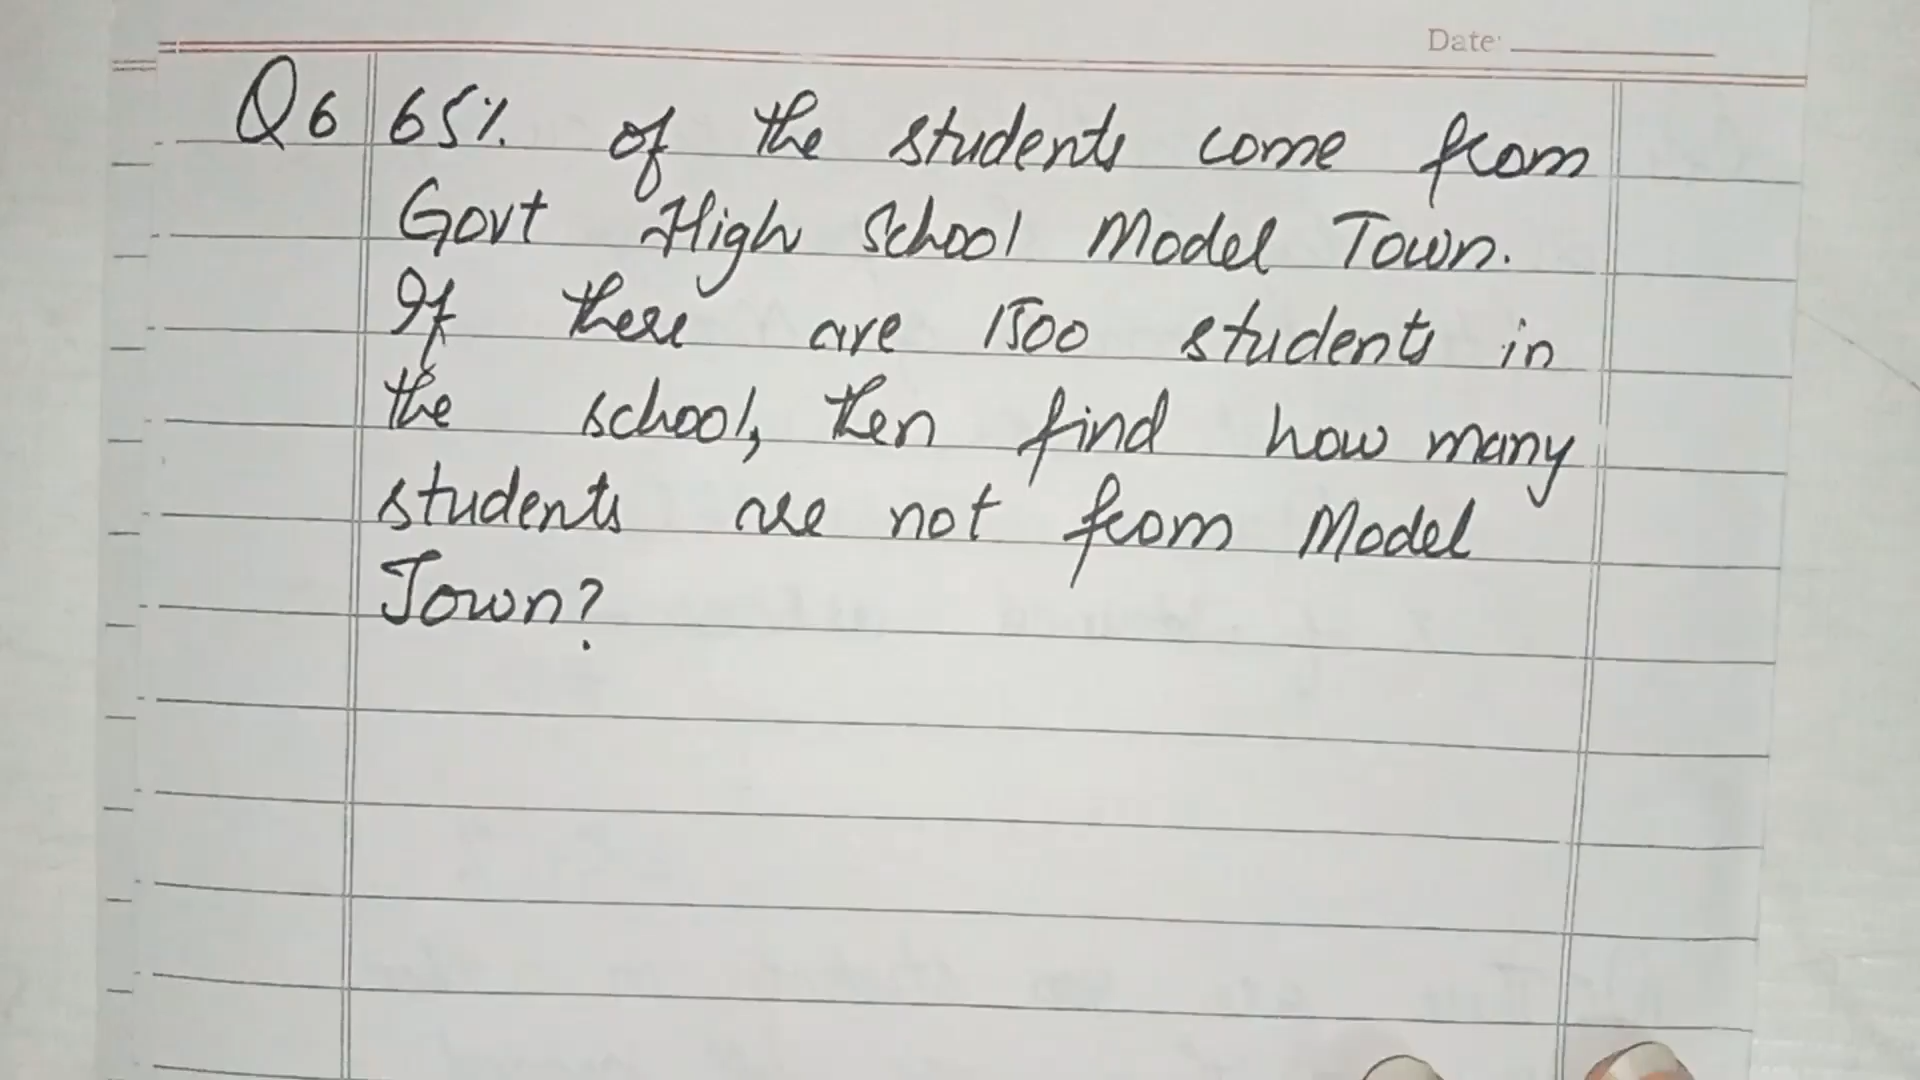 Date:
Q6 65% of the students come from
Govt High School Model Town.
If there are 1500 students in
the school, then find how many
students are not from Model
Town?